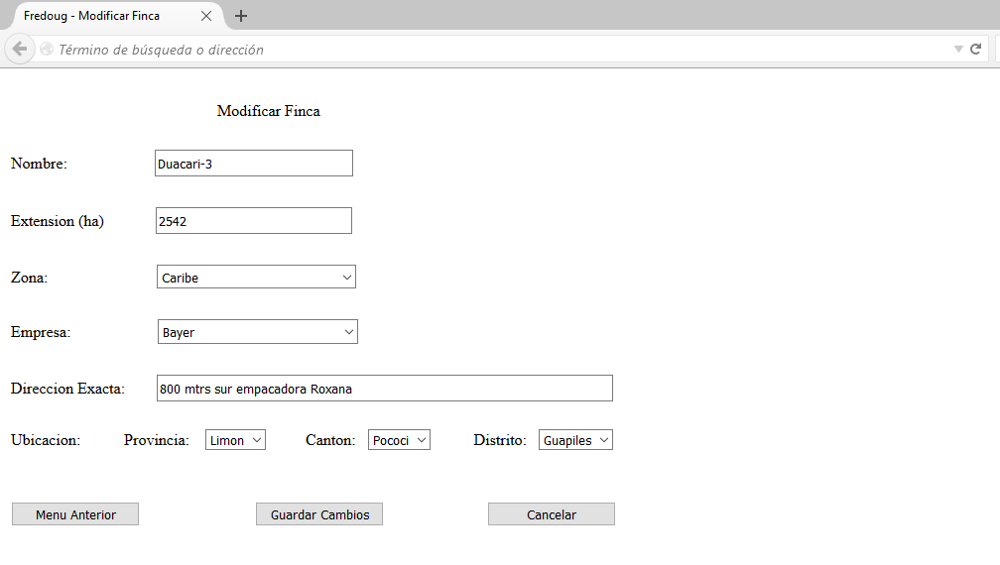 Fredoug - Modificar Finca
Término de búsqueda o dirección
Modificar Finca
Nombre: Duacari-3
Extension (ha) 2542
Zona: Caribe
Empresa: Bayer
Direccion Exacta: 800 mtrs sur empacadora Roxana
Ubicacion: Provincia: Limon Canton: Pococi Distrito: Guapiles
Menu Anterior Guardar Cambios Cancelar